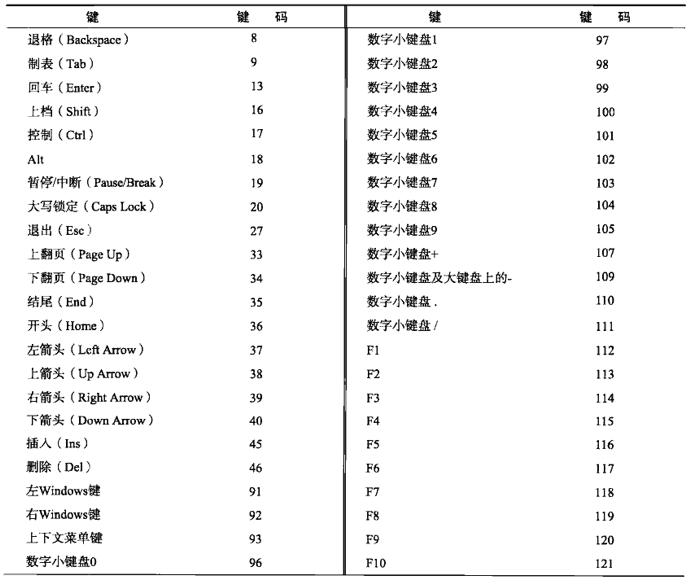 键 键 码 键 键 码
退格（Backspace） 8 数字小键盘1 97
制表（Tab） 9 数字小键盘2 98
回车（Enter） 13 数字小键盘3 99
上档（Shift） 16 数字小键盘4 100
控制（Ctrl） 17 数字小键盘5 101
Alt 18 数字小键盘6 102
暂停/中断（Pause/Break） 19 数字小键盘7 103
大写锁定（Caps Lock） 20 数字小键盘8 104
退出（Esc） 27 数字小键盘9 105
上翻页（Page Up） 33 数字小键盘+ 107
下翻页（Page Down） 34 数字小键盘及大键盘上的- 109
结尾（End） 35 数字小键盘 . 110
开头（Home） 36 数字小键盘 / 111
左箭头（Left Arrow） 37 F1 112
上箭头（Up Arrow） 38 F2 113
右箭头（Right Arrow） 39 F3 114
下箭头（Down Arrow） 40 F4 115
插入（Ins） 45 F5 116
删除（Del） 46 F6 117
左Windows键 91 F7 118
右Windows键 92 F8 119
上下文菜单键 93 F9 120
数字小键盘0 96 F10 121